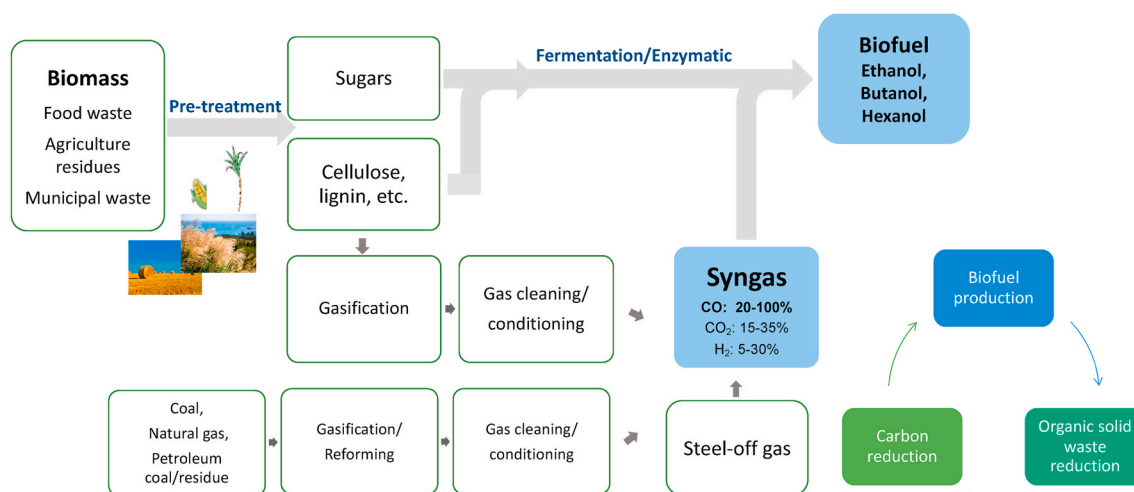 Biomass
Food waste
Agriculture
residues
Municipal waste
Pre-treatment
Sugars
Cellulose,
lignin, etc.
Fermentation/Enzymatic
Biofuel
Ethanol,
Butanol,
Hexanol
Gasification
Gas cleaning/
conditioning
Syngas
CO: 20-100%
CO₂: 15-35%
H₂: 5-30%
Coal,
Natural gas,
Petroleum
coal/residue
Gasification/
Reforming
Gas cleaning/
conditioning
Steel-off gas
Biofuel
production
Carbon
reduction
Organic solid
waste
reduction